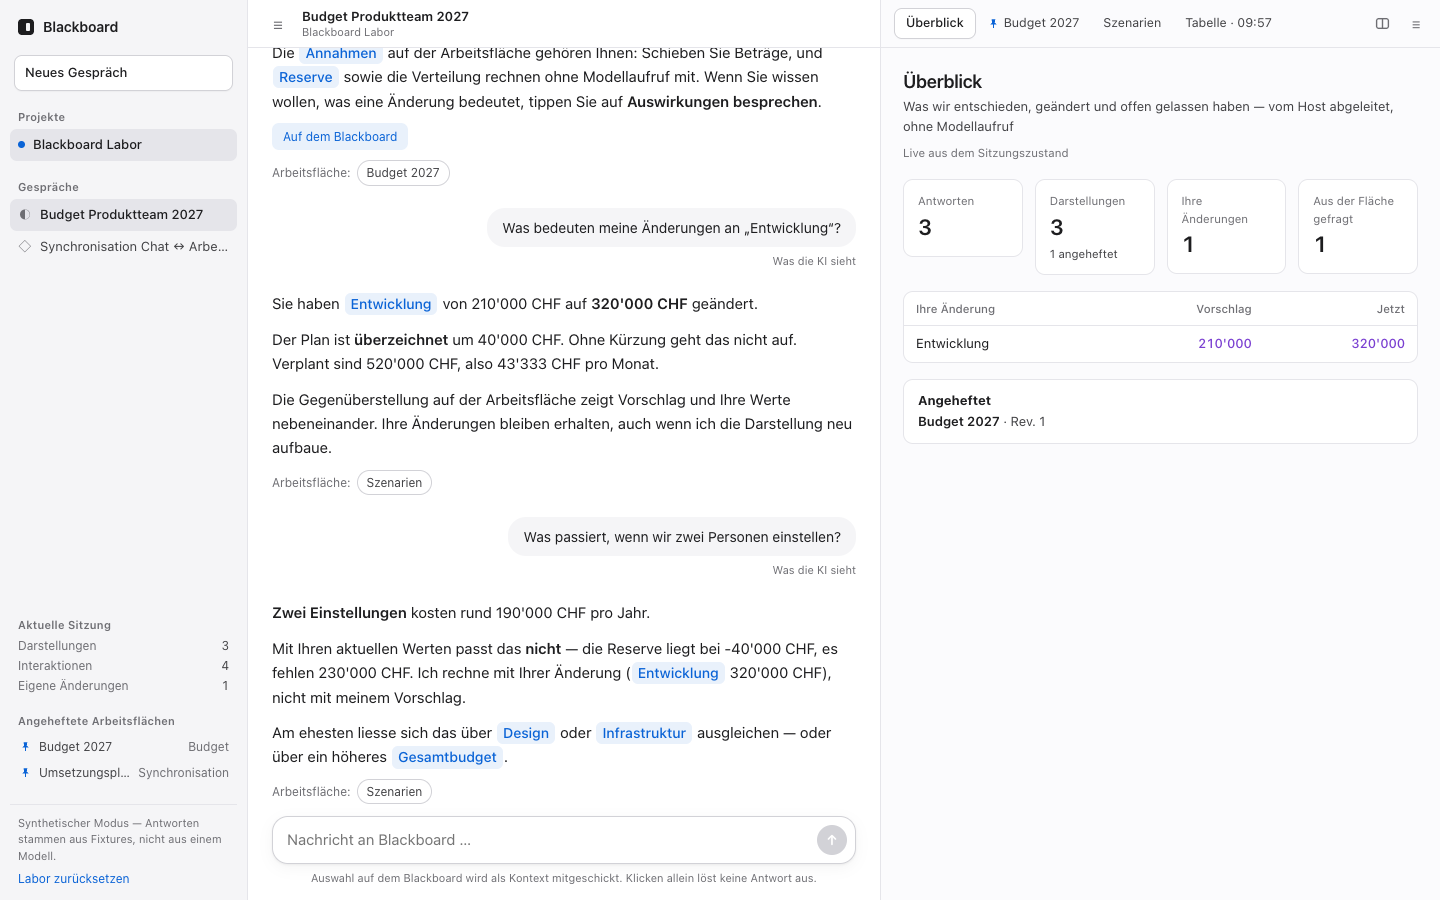 Blackboard
Neues Gespräch
Projekte
Blackboard Labor
Gespräche
Budget Produktteam 2027
Synchronisation Chat ↔ Arbe...
Aktuelle Sitzung
Darstellungen 3
Interaktionen 4
Eigene Änderungen 1
Angeheftete Arbeitsflächen
Budget 2027 Budget
Umsetzungspl... Synchronisation
Synthetischer Modus — Antworten
stammen aus Fixtures, nicht aus einem
Modell.
Labor zurücksetzen
Budget Produktteam 2027
Blackboard Labor
Die Annahmen auf der Arbeitsfläche gehören Ihnen: Schieben Sie Beträge, und
Reserve sowie die Verteilung rechnen ohne Modellaufruf mit. Wenn Sie wissen
wollen, was eine Änderung bedeutet, tippen Sie auf Auswirkungen besprechen.
Auf dem Blackboard
Arbeitsfläche: Budget 2027
Was bedeuten meine Änderungen an „Entwicklung“?
Was die KI sieht
Sie haben Entwicklung von 210'000 CHF auf 320'000 CHF geändert.
Der Plan ist überzeichnet um 40'000 CHF. Ohne Kürzung geht das nicht auf.
Verplant sind 520'000 CHF, also 43'333 CHF pro Monat.
Die Gegenüberstellung auf der Arbeitsfläche zeigt Vorschlag und Ihre Werte
nebeneinander. Ihre Änderungen bleiben erhalten, auch wenn ich die Darstellung neu
aufbaue.
Arbeitsfläche: Szenarien
Was passiert, wenn wir zwei Personen einstellen?
Was die KI sieht
Zwei Einstellungen kosten rund 190'000 CHF pro Jahr.
Mit Ihren aktuellen Werten passt das nicht — die Reserve liegt bei -40'000 CHF, es
fehlen 230'000 CHF. Ich rechne mit Ihrer Änderung (Entwicklung 320'000 CHF),
nicht mit meinem Vorschlag.
Am ehesten liesse sich das über Design oder Infrastruktur ausgleichen — oder
über ein höheres Gesamtbudget.
Arbeitsfläche: Szenarien
Nachricht an Blackboard ...
Auswahl auf dem Blackboard wird als Kontext mitgeschickt. Klicken allein löst keine Antwort aus.
Überblick Budget 2027 Szenarien Tabelle · 09:57
Überblick
Was wir entschieden, geändert und offen gelassen haben — vom Host abgeleitet,
ohne Modellaufruf
Live aus dem Sitzungszustand
Antworten
3
Darstellungen
3
1 angeheftet
Ihre
Änderungen
1
Aus der Fläche
gefragt
1
Ihre Änderung Vorschlag Jetzt
Entwicklung 210'000 320'000
Angeheftet
Budget 2027 · Rev. 1